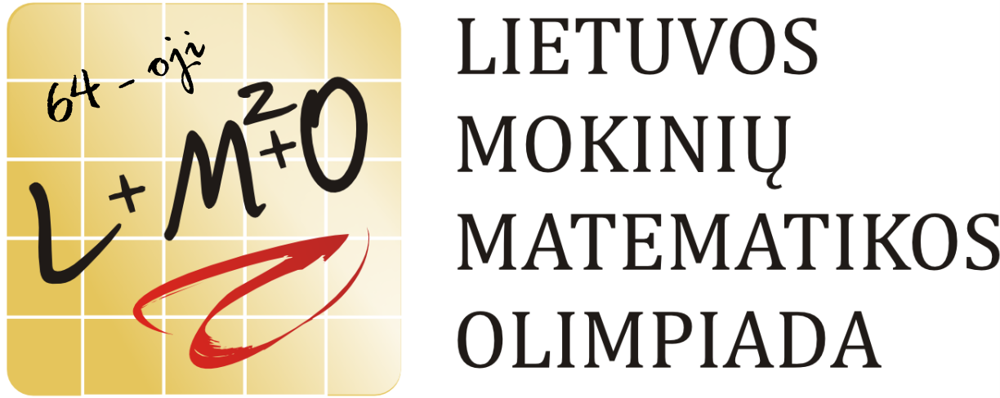 64 - oji
L + M²+O
LIETUVOS
MOKINIŲ
MATEMATIKOS
OLIMPIADA